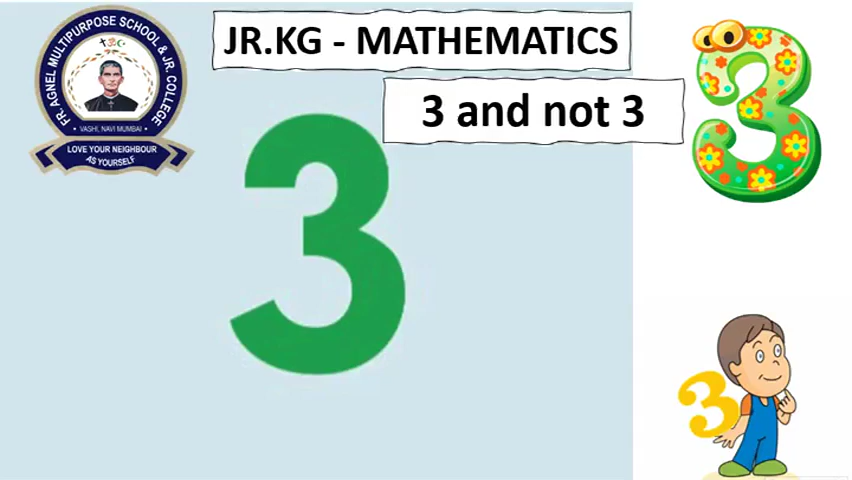 FR. AGNEL MULTIPURPOSE SCHOOL & JR. COLLEGE
• VASHI, NAVI MUMBAI •
LOVE YOUR NEIGHBOUR
AS YOURSELF
JR.KG - MATHEMATICS
3 and not 3
3
3
3